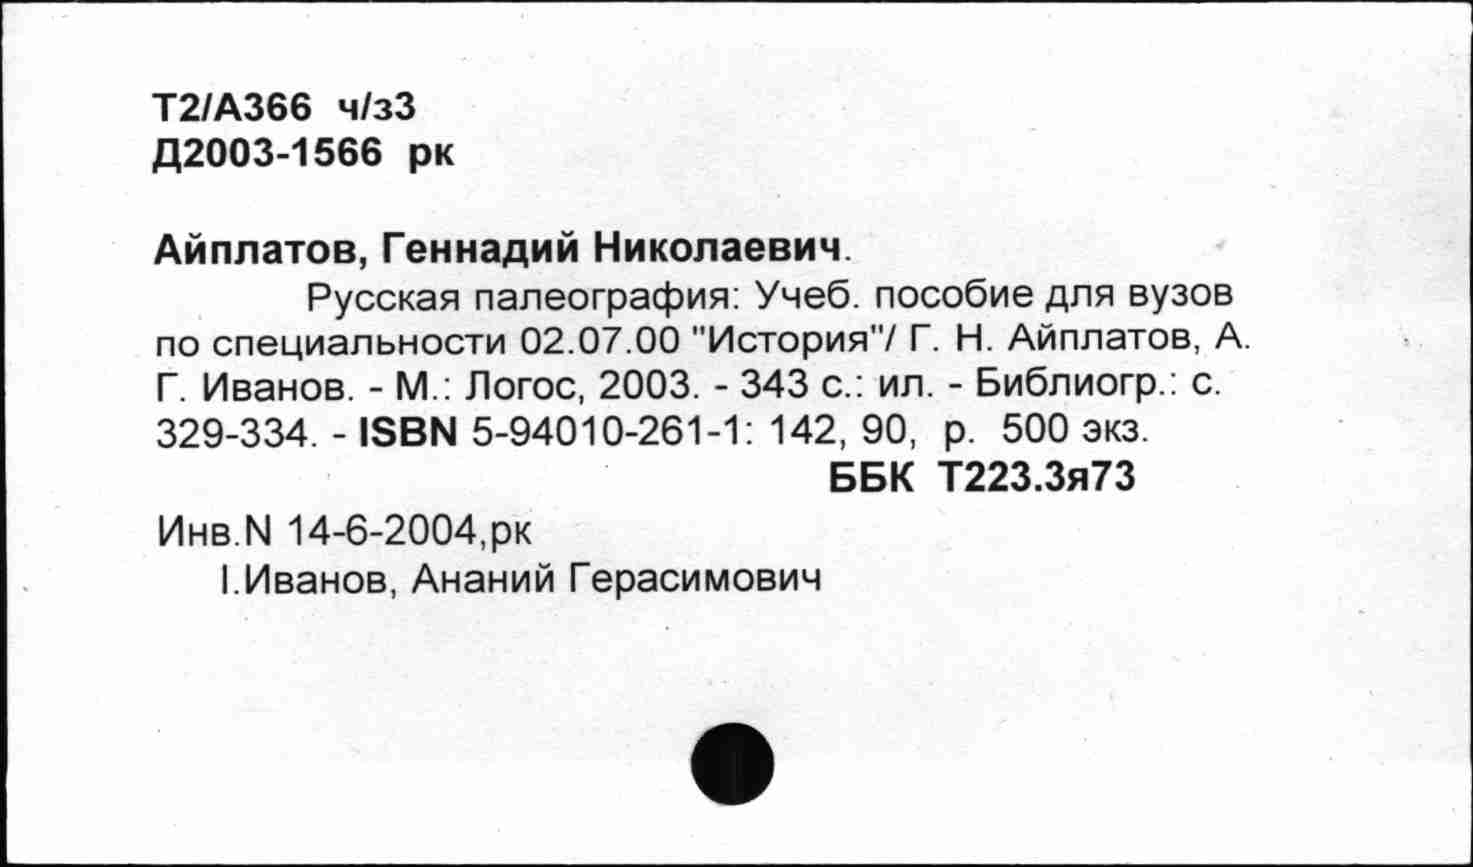 Т2/А366 ч/з3
Д2003-1566 рк
Айплатов, Геннадий Николаевич.
Русская палеография: Учеб. пособие для вузов
по специальности 02.07.00 "История"/ Г. Н. Айплатов, А.
Г. Иванов. - М.: Логос, 2003. - 343 с.: ил. - Библиогр.: с.
329-334. - ISBN 5-94010-261-1: 142, 90, р. 500 экз.
ББК Т223.3я73
Инв.N 14-6-2004,рк
I.Иванов, Ананий Герасимович